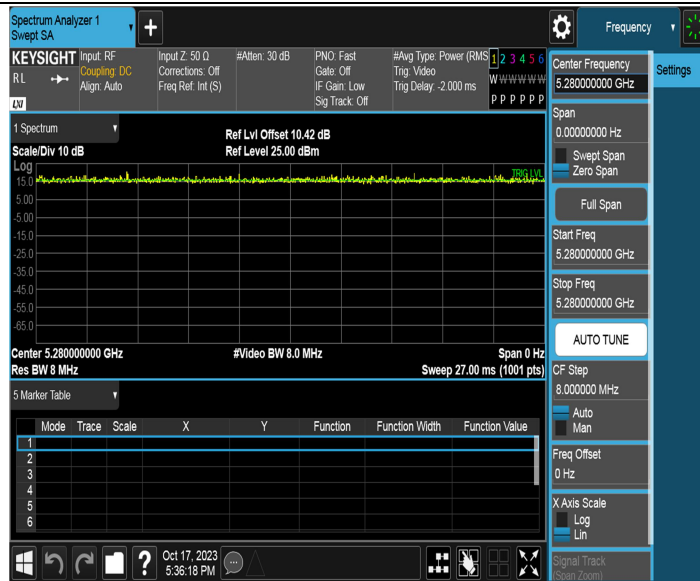 Spectrum Analyzer 1
Swept SA
+
Frequency
KEYSIGHT
RL
LXI
Input: RF
Coupling: DC
Align: Auto
Input Z: 50 Ω
Corrections: Off
Freq Ref: Int (S)
#Atten: 30 dB
PNO: Fast
Gate: Off
IF Gain: Low
Sig Track: Off
#Avg Type: Power (RMS
Trig: Video
Trig Delay: -2.000 ms
1 2 3 4 5 6
W W W W W W
P P P P P P
Center Frequency
5.280000000 GHz
Settings
Span
0.00000000 Hz
Swept Span
Zero Span
Full Span
Start Freq
5.280000000 GHz
Stop Freq
5.280000000 GHz
AUTO TUNE
CF Step
8.000000 MHz
Auto
Man
Freq Offset
0 Hz
X Axis Scale
Log
Lin
Signal Track
(Span Zoom)
1 Spectrum
Scale/Div 10 dB
Ref Lvl Offset 10.42 dB
Ref Level 25.00 dBm
Log
TRIG LVL
15.0
5.00
-5.00
-15.0
-25.0
-35.0
-45.0
-55.0
-65.0
Center 5.280000000 GHz
#Video BW 8.0 MHz
Span 0 Hz
Res BW 8 MHz
Sweep 27.00 ms (1001 pts)
5 Marker Table
Mode Trace Scale X Y Function Function Width Function Value
1
2
3
4
5
6
?
Oct 17, 2023
5:36:18 PM